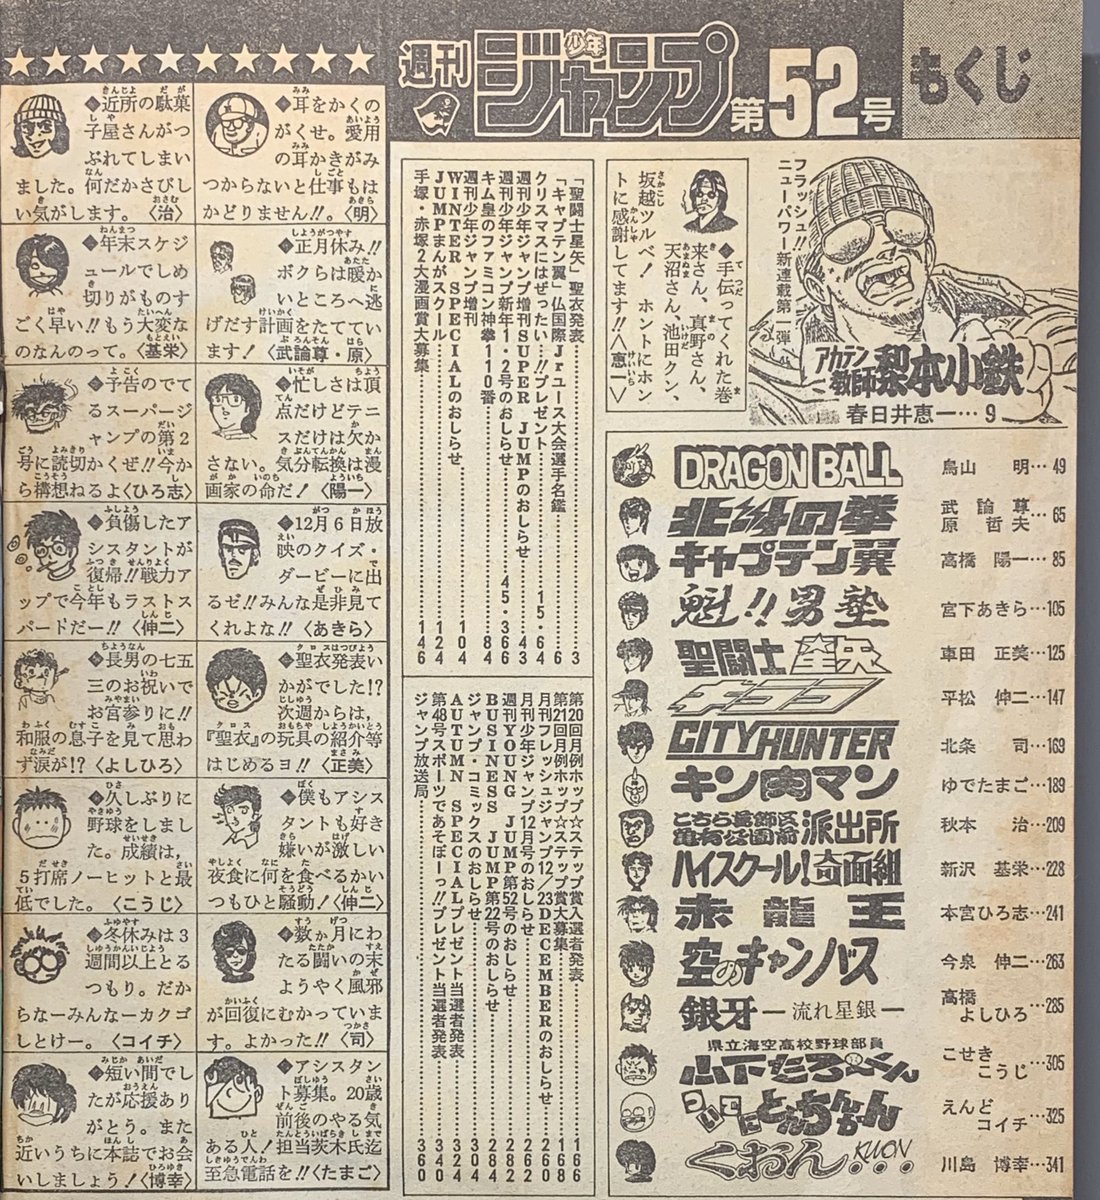 週刊
少年
ジャンプ
第52号
もくじ
フラッシュ!!
ニューパワー新連載第一弾
アカテン教師梨本小鉄
春日井恵一…9
◆手伝ってくれた巻
来さん、真野さん、
天沼さん、池田クン、
坂越ツルベ! ホントにホン
トに感謝してます!!〈恵一〉
DRAGON BALL 鳥山 明…49
北斗の拳 武論尊 原哲夫…65
キャプテン翼 高橋 陽一…85
魁!!男塾 宮下あきら…105
聖闘士星矢 車田 正美…125
キララ 平松 伸二…147
CITY HUNTER 北条 司…169
キン肉マン ゆでたまご…189
こちら葛飾区亀有公園前派出所 秋本 治…209
ハイスクール!奇面組 新沢 基栄…228
赤龍王 本宮ひろ志…241
空のキャンバス 今泉 伸二…263
銀牙―流れ星銀― 高橋よしひろ…285
県立海空高校野球部員
山下たろーくん こせきこうじ…305
ついでにとんちんかん えんどコイチ…325
くおん… KUON 川島 博幸…341
「聖闘士星矢」聖衣発表…3
「キャプテン翼」仏国際Jrユース大会選手名鑑…6
クリスマスにはぜったい!!プレゼント…15・64
週刊少年ジャンプ増刊SUPER JUMPのおしらせ…43
週刊少年ジャンプ新年1・2号のおしらせ…45・366
キム皇のファミコン神拳110番…84
週刊少年ジャンプ増刊
WINTER SPECIALのおしらせ…104
JUMPまんがスクール…124
手塚・赤塚2大漫画賞大募集…146
第20回月例ホップ☆ステップ賞入選者発表…166
第21回月例ホップ☆ステップ賞大募集…168
月刊フレッシュジャンプ12/23DECEMBERのおしらせ…260
月刊少年ジャンプ12月号のおしらせ…262
週刊YOUNG JUMP第52号のおしらせ…282
BUSINESS JUMP第22号のおしらせ…284
ジャンプ・コミックスのおしらせ…304
AUTUMN SPECIALプレゼント当選者発表…324
第48号スポーツであそぼーっ!!プレゼント当選者発表…340
ジャンプ放送局…360
◆耳をかくの
がくせ。愛用
の耳かきがみ
つからないと仕事もは
かどりません!!。〈明〉
◆近所の駄菓
子屋さんがつ
ぶれてしまい
ました。何だかさびし
い気がします。〈治〉
◆正月休み!!
ボクらは暖か
いところへ逃
げだす計画をたててい
ます!〈武論尊・原〉
◆年末スケジ
ュールでしめ
切りがものす
ごく早い!!もう大変な
のなんのって。〈基栄〉
◆忙しさは頂
点だけどテニ
スだけは欠か
さない。気分転換は漫
画家の命だ!〈陽一〉
◆予告のでて
るスーパージ
ャンプの第2
号に読切かくぜ!!今か
ら構想ねるよ〈ひろ志〉
◆12月6日放
映のクイズ・
ダービーに出
るゼ!!みんな是非見て
くれよな!!〈あきら〉
◆負傷したア
シスタントが
復帰!!戦力ア
ップで今年もラストス
パードだー!!〈伸二〉
◆聖衣発表い
かがでした!?
次週からは、
『聖衣』の玩具の紹介等
はじめるヨ!!〈正美〉
◆長男の七五
三のお祝いで
お宮参りに!!
和服の息子を見て思わ
ず涙が!?〈よしひろ〉
◆僕もアシス
タントも好き
嫌いが激しい
夜食に何を食べるかい
つもひと騒動!〈伸二〉
◆久しぶりに
野球をしまし
た。成績は、
5打席ノーヒットと最
低でした。〈こうじ〉
◆数か月にわ
たる闘いの末
ようやく風邪
が回復にむかっていま
す。よかった!!〈司〉
◆冬休みは3
週間以上とる
つもり。だか
らなーみんなーカクゴ
しとけー。〈コイチ〉
◆アシスタン
ト募集。20歳
前後のやる気
ある人!担当茨木氏迄
至急電話を!!〈たまご〉
◆短い間でし
たが応援あり
がとう。また
近いうちに本誌でお会
いしましょう!〈博幸〉